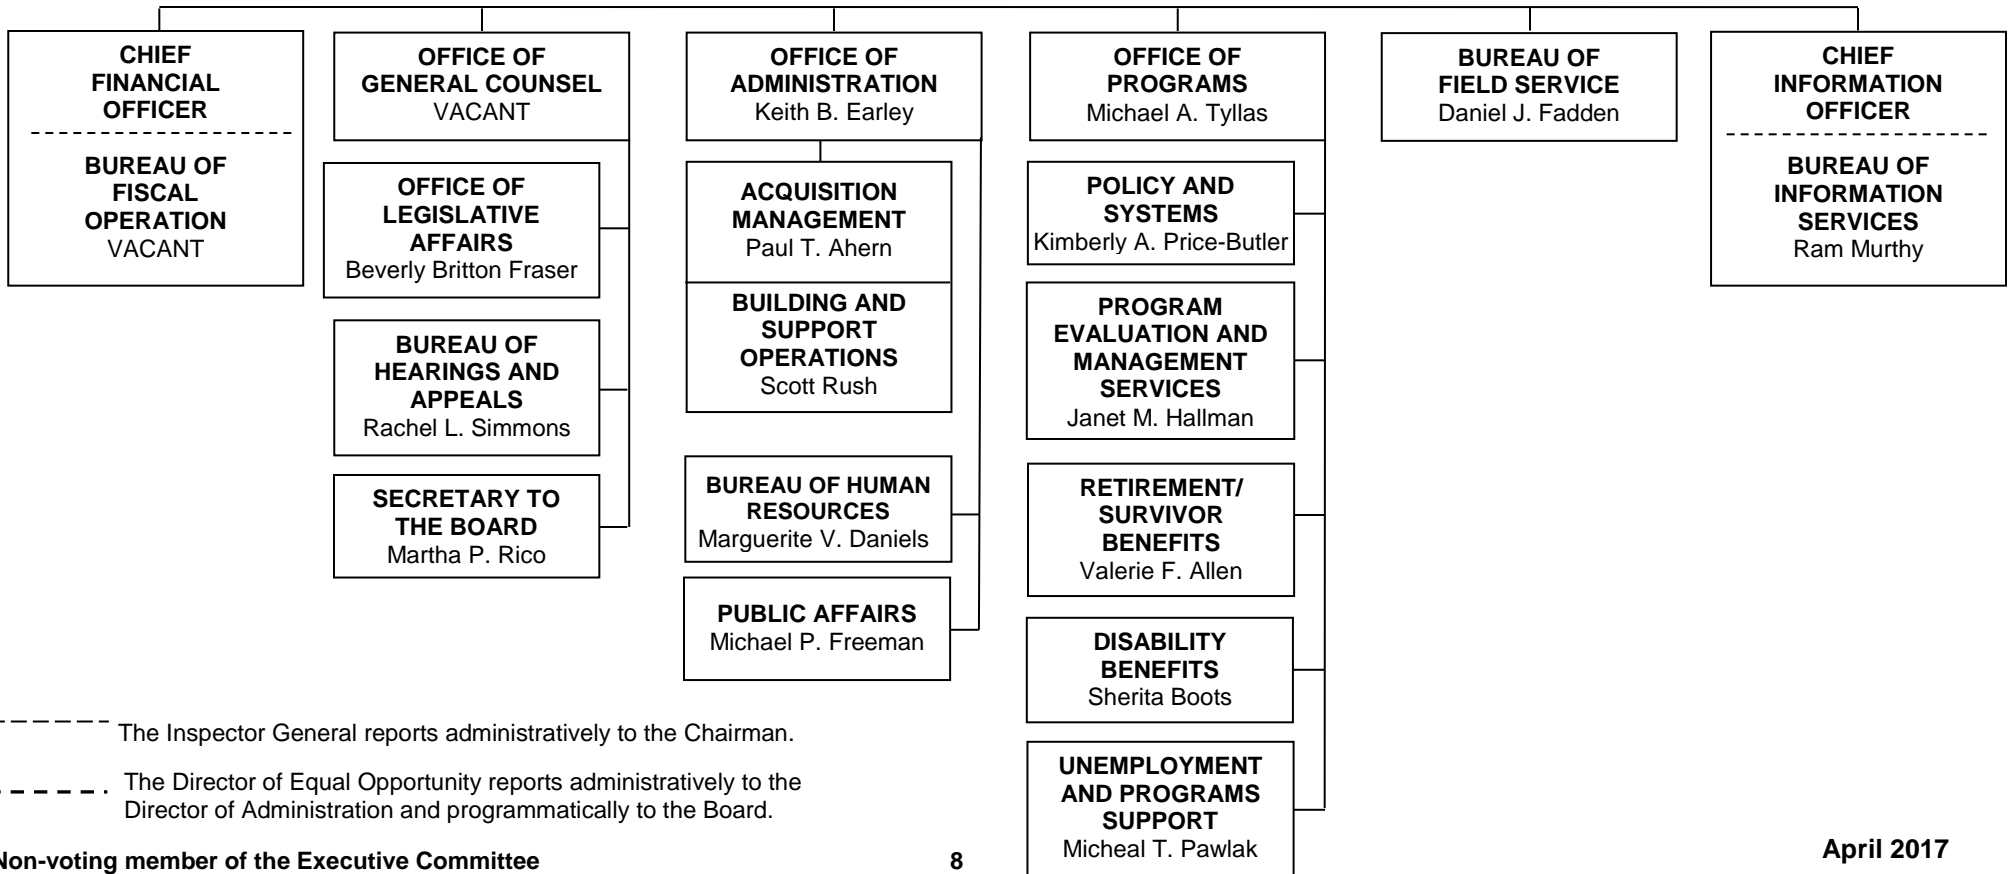 CHIEF
FINANCIAL
OFFICER
BUREAU OF
FISCAL
OPERATION
VACANT
OFFICE OF
GENERAL COUNSEL
VACANT
OFFICE OF
LEGISLATIVE
AFFAIRS
Beverly Britton Fraser
BUREAU OF
HEARINGS AND
APPEALS
Rachel L. Simmons
SECRETARY TO
THE BOARD
Martha P. Rico
OFFICE OF
ADMINISTRATION
Keith B. Earley
ACQUISITION
MANAGEMENT
Paul T. Ahern
BUILDING AND
SUPPORT
OPERATIONS
Scott Rush
BUREAU OF HUMAN
RESOURCES
Marguerite V. Daniels
PUBLIC AFFAIRS
Michael P. Freeman
OFFICE OF
PROGRAMS
Michael A. Tyllas
POLICY AND
SYSTEMS
Kimberly A. Price-Butler
PROGRAM
EVALUATION AND
MANAGEMENT
SERVICES
Janet M. Hallman
RETIREMENT/
SURVIVOR
BENEFITS
Valerie F. Allen
DISABILITY
BENEFITS
Sherita Boots
UNEMPLOYMENT
AND PROGRAMS
SUPPORT
Micheal T. Pawlak
BUREAU OF
FIELD SERVICE
Daniel J. Fadden
CHIEF
INFORMATION
OFFICER
BUREAU OF
INFORMATION
SERVICES
Ram Murthy
The Inspector General reports administratively to the Chairman.
The Director of Equal Opportunity reports administratively to the
Director of Administration and programmatically to the Board.
Non-voting member of the Executive Committee
8
April 2017